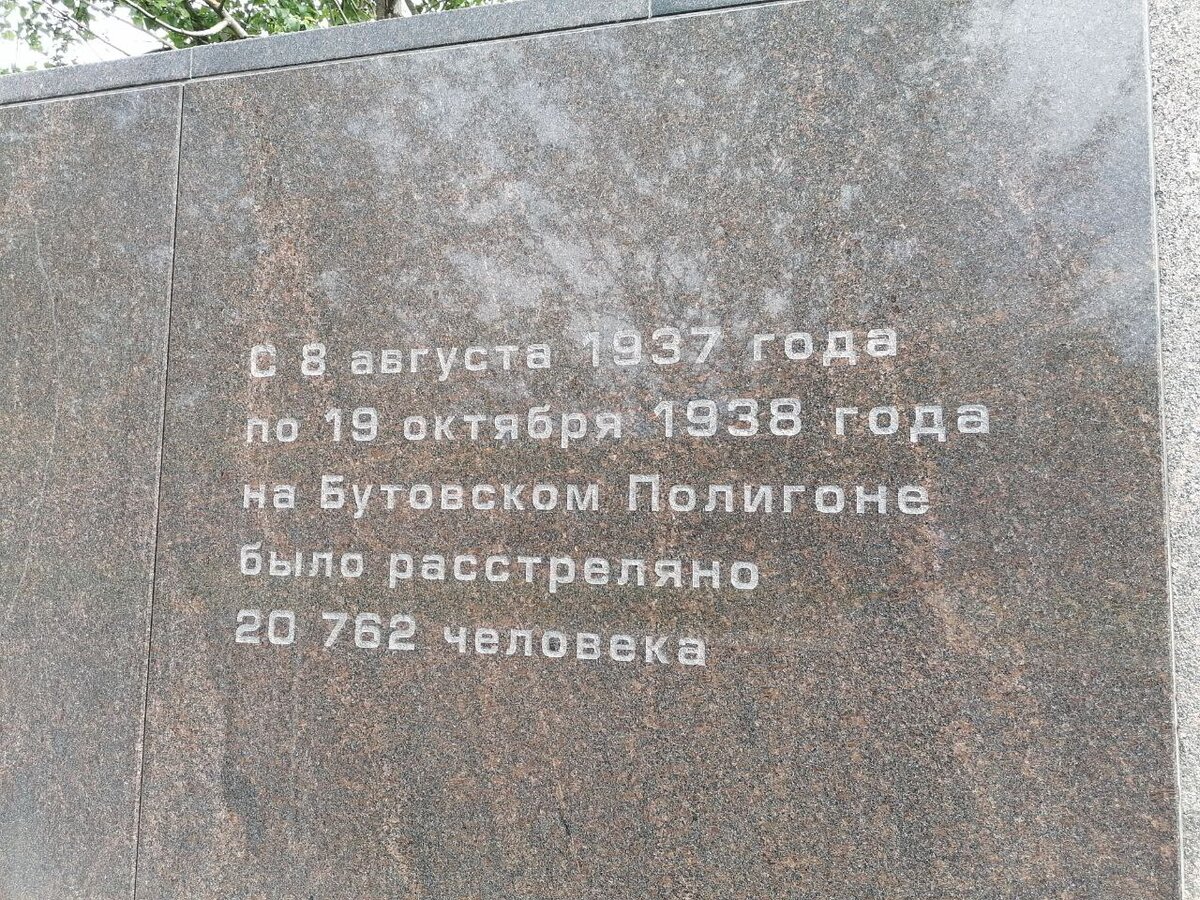 С 8 августа 1937 года
по 19 октября 1938 года
на Бутовском Полигоне
было расстреляно
20 762 человека